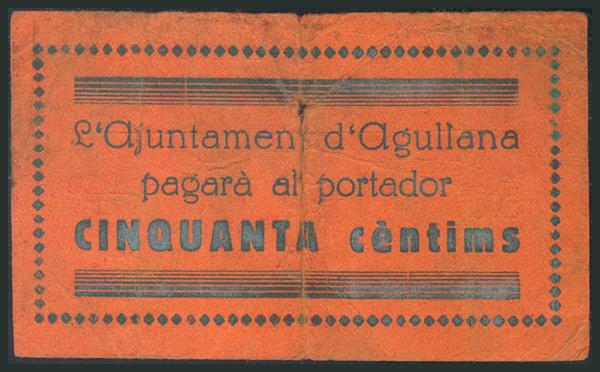 L'Ajuntament d'Agullana
pagarà al portador
CINQUANTA cèntims